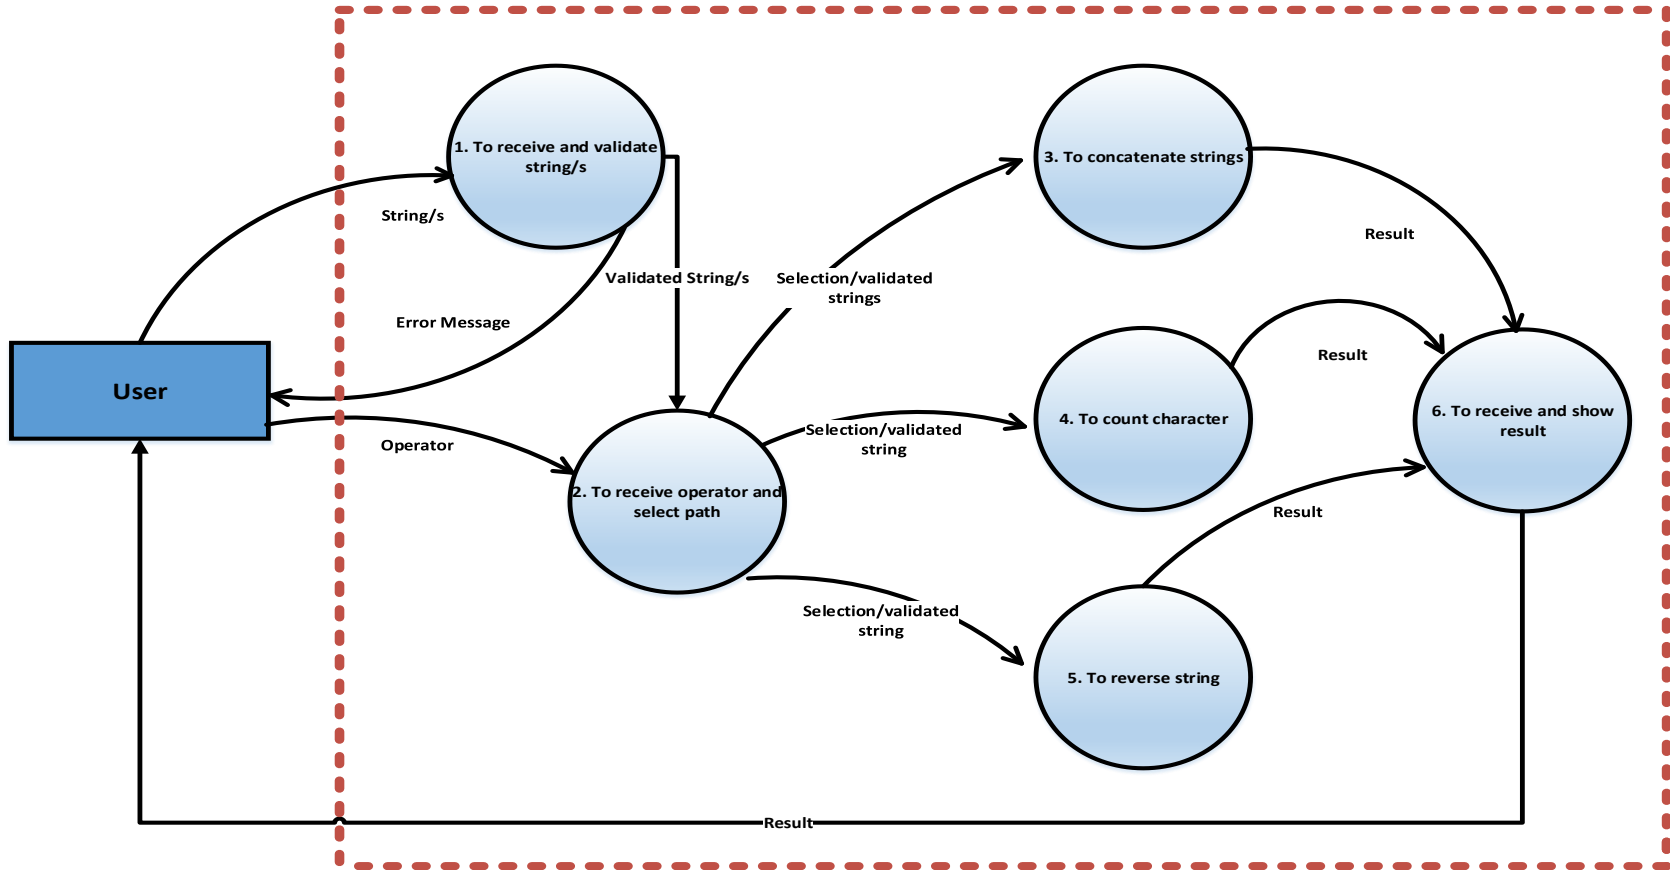 1. To receive and validate
string/s
3. To concatenate strings
String/s
Result
Validated String/s
Selection/validated
strings
Error Message
Result
User
4. To count character
6. To receive and show
result
Operator
Selection/validated
string
2. To receive operator and
select path
Result
Selection/validated
string
5. To reverse string
Result